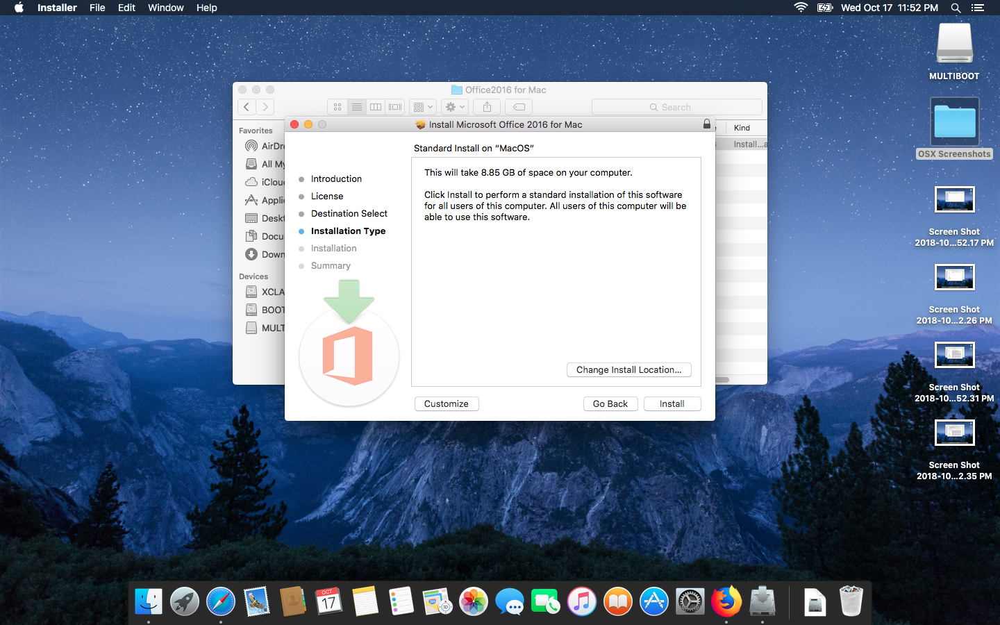 Installer File Edit Window Help
Wed Oct 17 11:52 PM
MULTIBOOT
OSX Screenshots
Screen Shot
2018-10...52.17 PM
Screen Shot
2018-10...2.26 PM
Screen Shot
2018-10...52.31 PM
Screen Shot
2018-10...2.35 PM
Office2016 for Mac
Search
Favorites
AirDr
All My
iClou
Applic
Deskt
Docu
Down
Devices
XCLA
BOOT
MULT
Kind
Install...a
Install Microsoft Office 2016 for Mac
Standard Install on “MacOS”
Introduction
License
Destination Select
Installation Type
Installation
Summary
This will take 8.85 GB of space on your computer.
Click Install to perform a standard installation of this software
for all users of this computer. All users of this computer will be
able to use this software.
Change Install Location...
Customize
Go Back
Install
OCT
17
3D